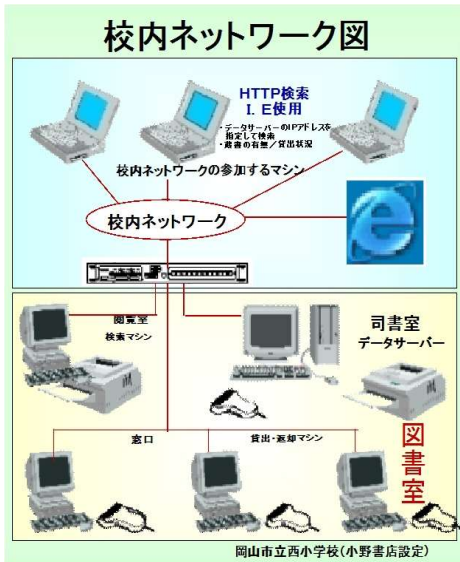 校内ネットワーク図
HTTP検索
I. E使用
・データサーバーのIPアドレスを
指定して検索
・蔵書の有無／貸出状況
校内ネットワークの参加するマシン
校内ネットワーク
閲覧室
検索マシン
司書室
データサーバー
窓口
貸出・返却マシン
図書室
岡山市立西小学校(小野書店設定)